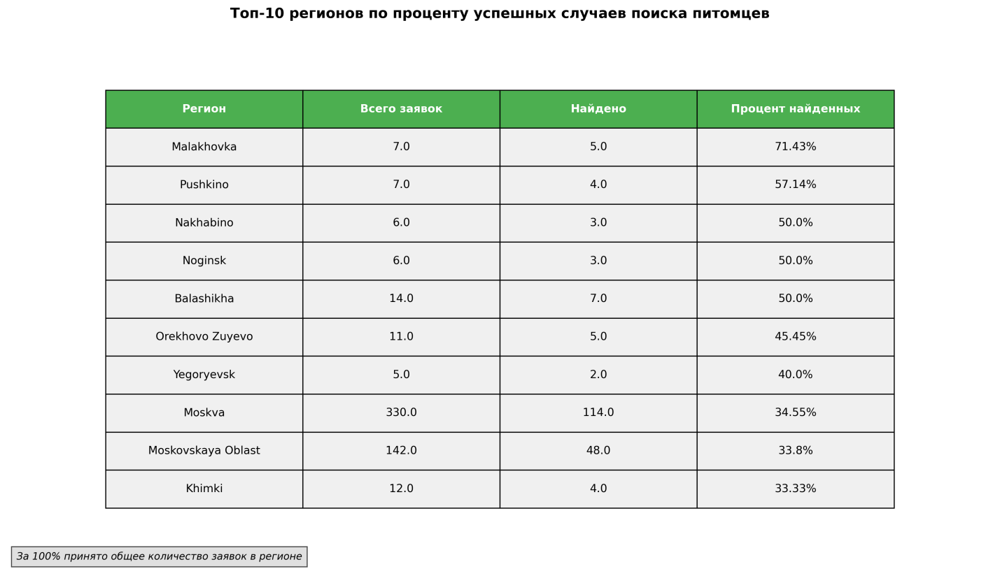 Топ-10 регионов по проценту успешных случаев поиска питомцев
Регион Всего заявок Найдено Процент найденных
Malakhovka 7.0 5.0 71.43%
Pushkino 7.0 4.0 57.14%
Nakhabino 6.0 3.0 50.0%
Noginsk 6.0 3.0 50.0%
Balashikha 14.0 7.0 50.0%
Orekhovo Zuyevo 11.0 5.0 45.45%
Yegoryevsk 5.0 2.0 40.0%
Moskva 330.0 114.0 34.55%
Moskovskaya Oblast 142.0 48.0 33.8%
Khimki 12.0 4.0 33.33%
За 100% принято общее количество заявок в регионе